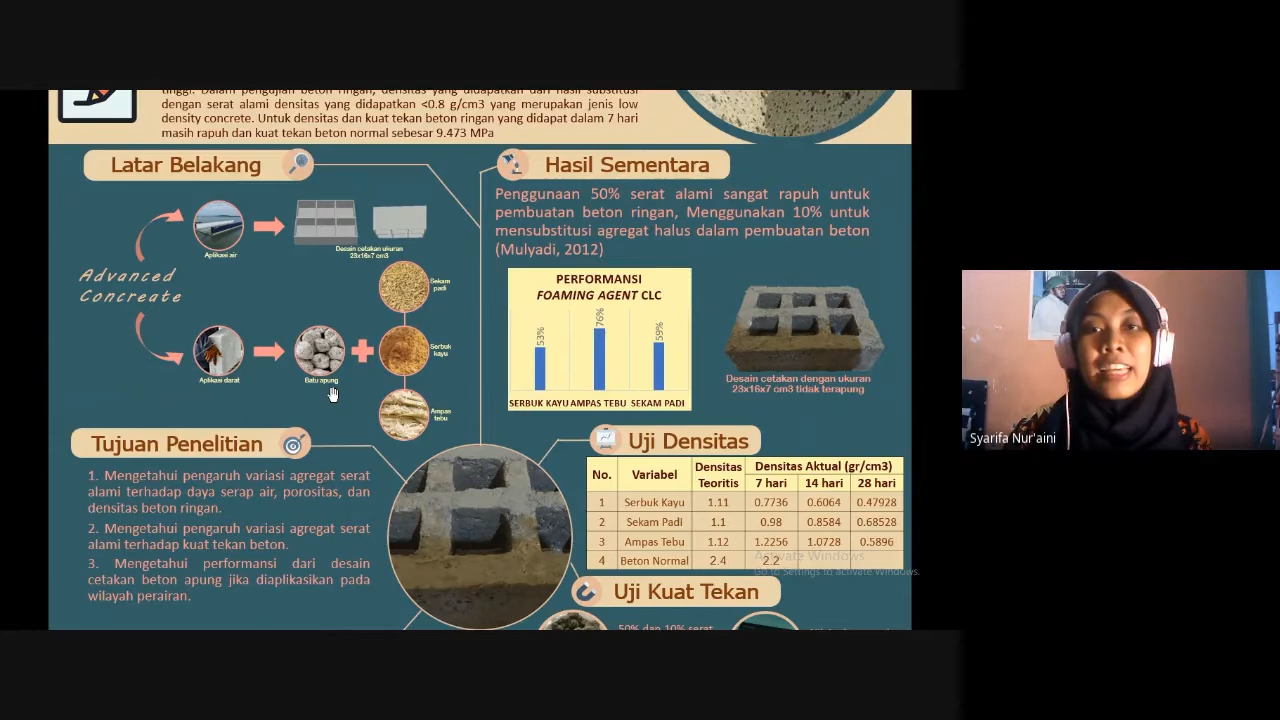 tinggi. Dalam pengujian beton ringan, densitas yang didapatkan dari hasil substitusi
dengan serat alami densitas yang didapatkan <0.8 g/cm3 yang merupakan jenis low
density concrete. Untuk densitas dan kuat tekan beton ringan yang didapat dalam 7 hari
masih rapuh dan kuat tekan beton normal sebesar 9.473 MPa
Latar Belakang
Aplikasi air
Desain cetakan ukuran
23x16x7 cm3
Advanced
Concreate
Sekam
padi
Serbuk
kayu
Aplikasi darat
Batu apung
Ampas
tebu
Tujuan Penelitian
1. Mengetahui pengaruh variasi agregat serat
alami terhadap daya serap air, porositas, dan
densitas beton ringan.
2. Mengetahui pengaruh variasi agregat serat
alami terhadap kuat tekan beton.
3. Mengetahui performansi dari desain
cetakan beton apung jika diaplikasikan pada
wilayah perairan.
Hasil Sementara
Penggunaan 50% serat alami sangat rapuh untuk
pembuatan beton ringan, Menggunakan 10% untuk
mensubstitusi agregat halus dalam pembuatan beton
(Mulyadi, 2012)
PERFORMANSI
FOAMING AGENT CLC
53% 76% 59%
SERBUK KAYU AMPAS TEBU SEKAM PADI
Desain cetakan dengan ukuran
23x16x7 cm3 tidak terapung
Uji Densitas
No. Variabel Densitas Teoritis Densitas Aktual (gr/cm3)
7 hari 14 hari 28 hari
1 Serbuk Kayu 1.11 0.7736 0.6064 0.47928
2 Sekam Padi 1.1 0.98 0.8584 0.68528
3 Ampas Tebu 1.12 1.2256 1.0728 0.5896
4 Beton Normal 2.4 2.2
Activate Windows
Go to Settings to activate Windows.
Uji Kuat Tekan
50% dan 10% serat
Syarifa Nur'aini